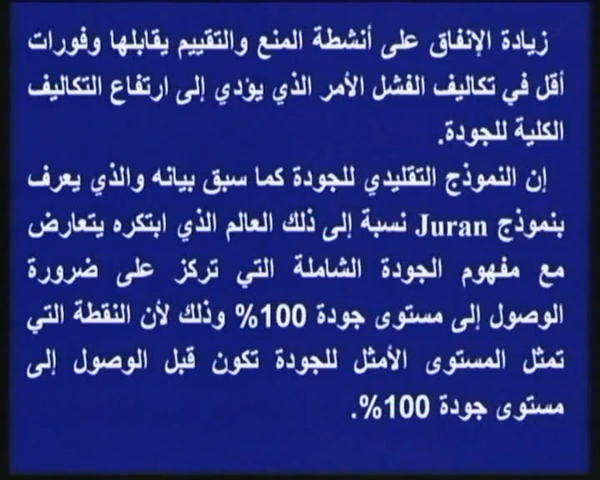 زيادة الإنفاق على أنشطة المنع والتقييم يقابلها وفورات
أقل في تكاليف الفشل الأمر الذي يؤدي إلى ارتفاع التكاليف
الكلية للجودة.
إن النموذج التقليدي للجودة كما سبق بيانه والذي يعرف
بنموذج Juran نسبة إلى ذلك العالم الذي ابتكره يتعارض
مع مفهوم الجودة الشاملة التي تركز على ضرورة
الوصول إلى مستوى جودة 100% وذلك لأن النقطة التي
تمثل المستوى الأمثل للجودة تكون قبل الوصول إلى
مستوى جودة 100%.